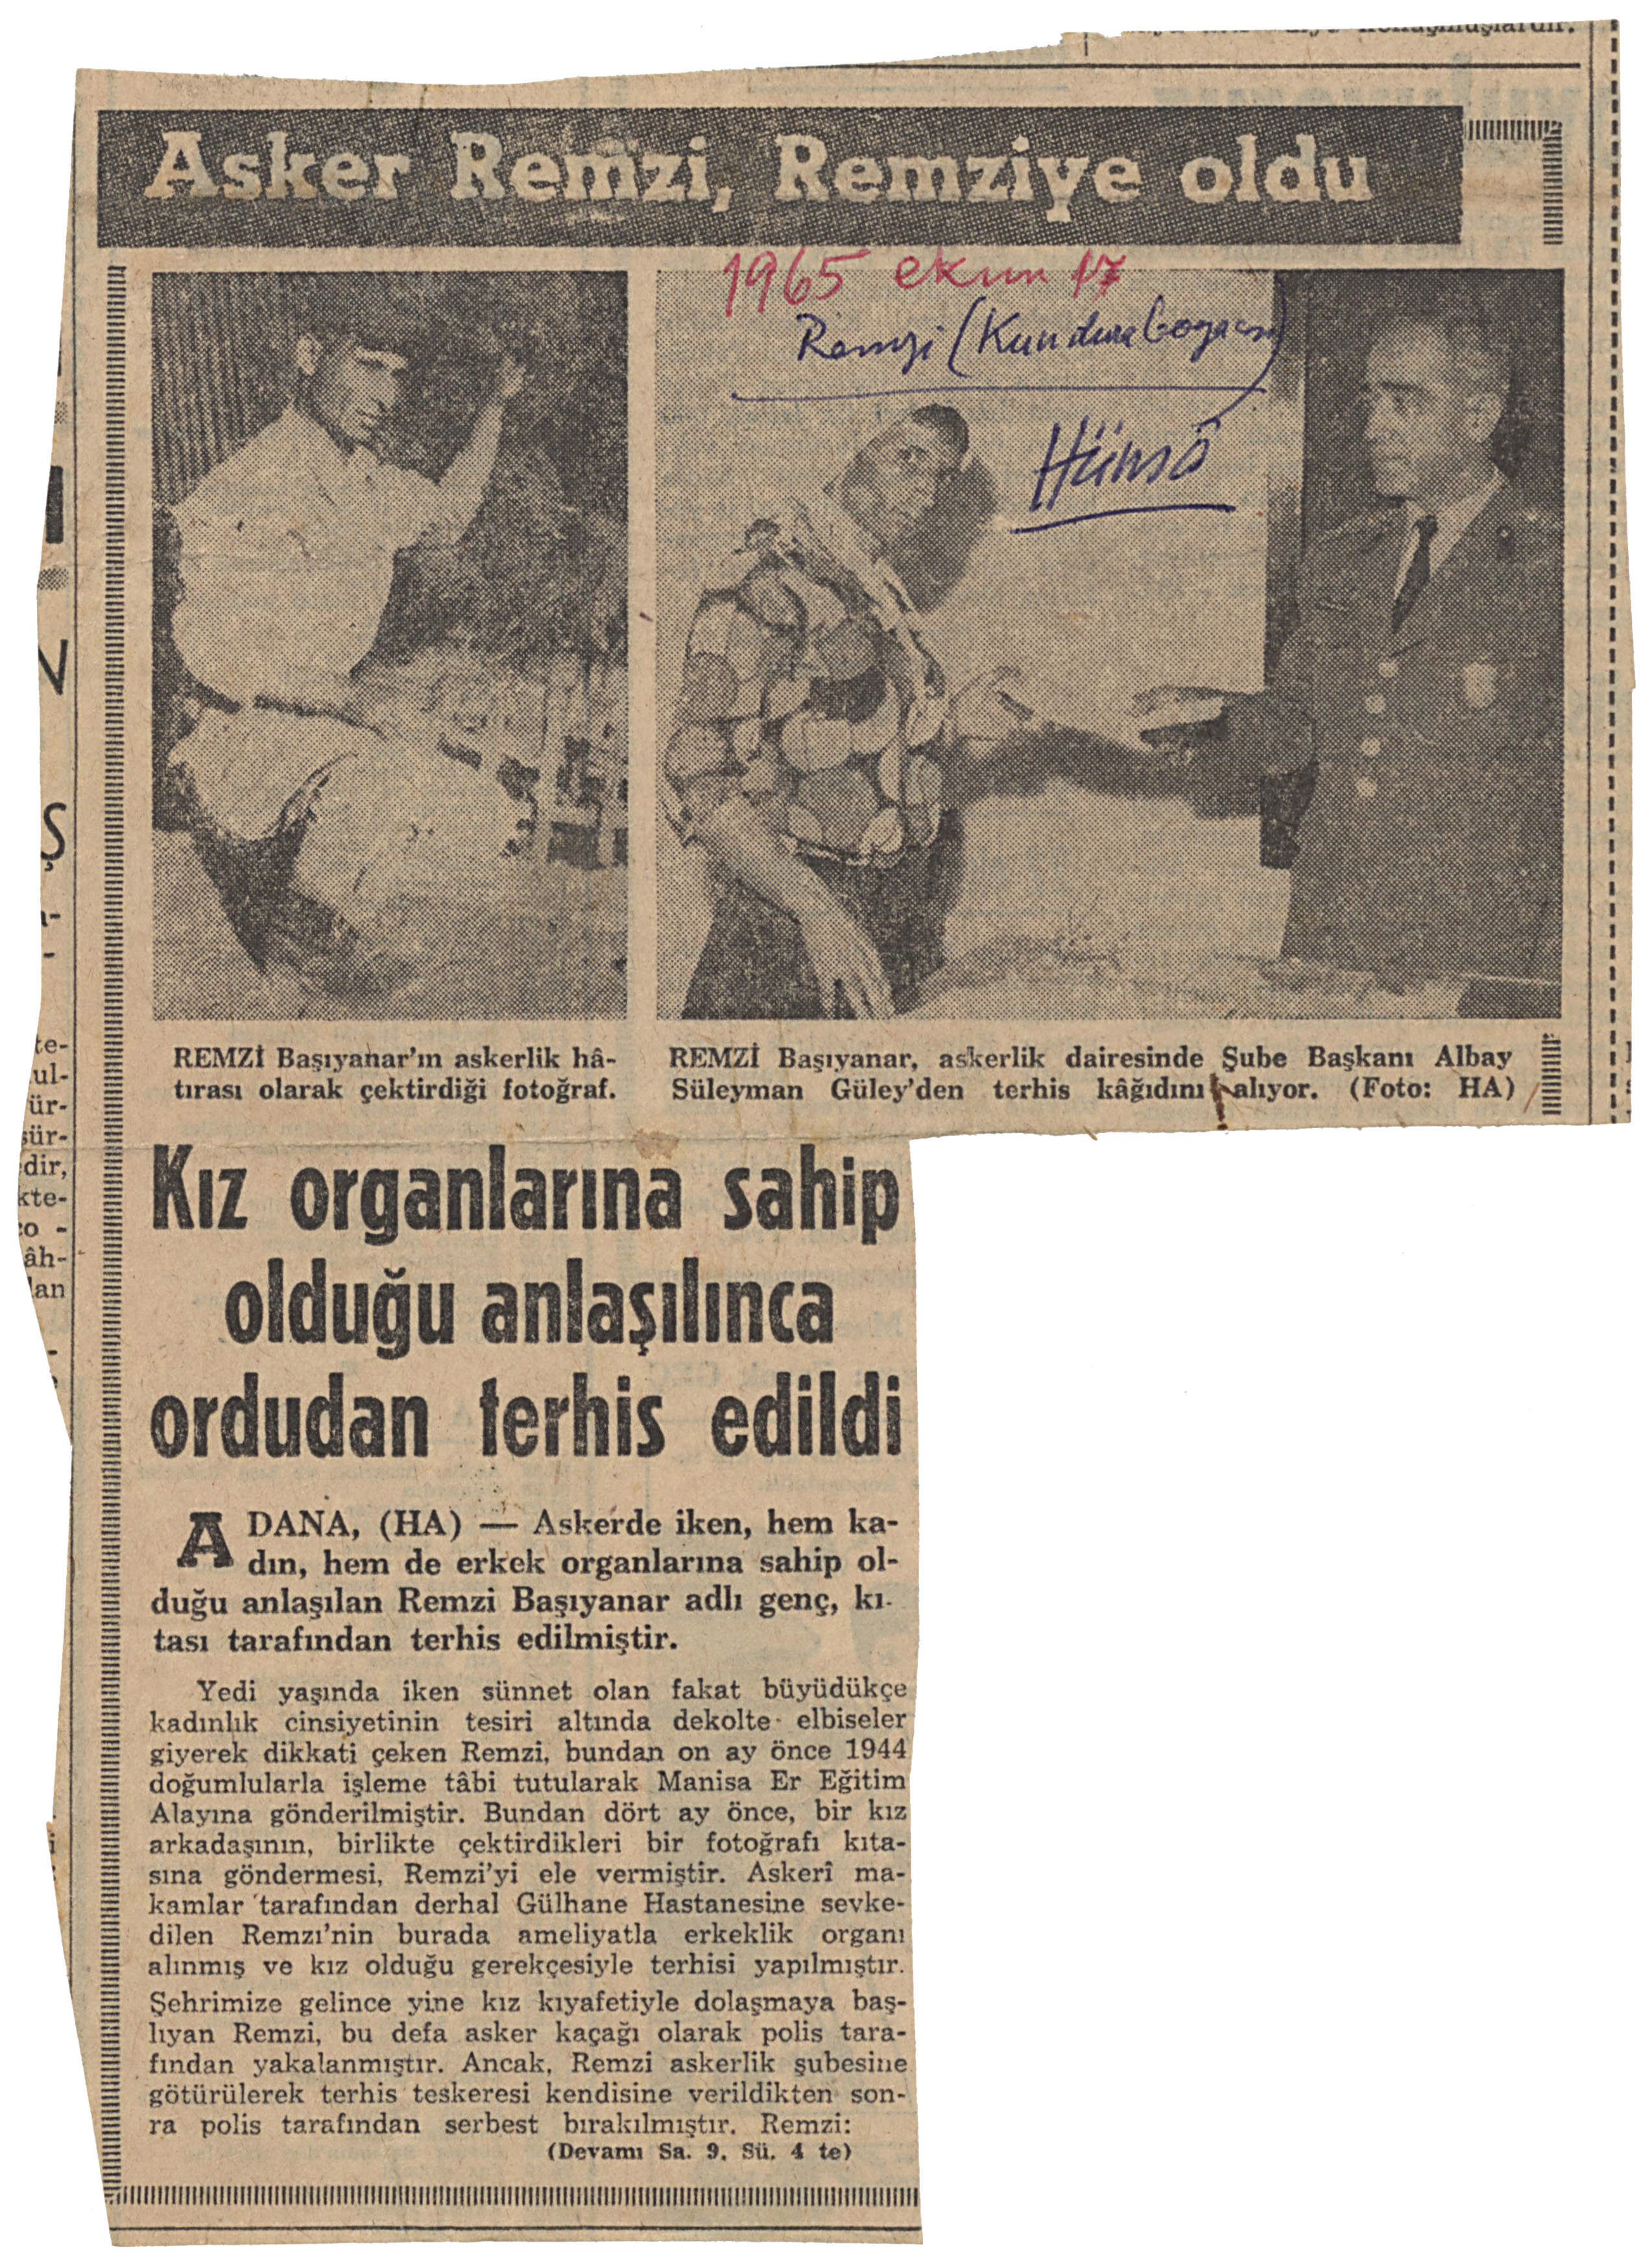 Asker Remzi, Remziye oldu
1965 ekim 17
Remzi (Kundura boyacısı)
REMZİ Başıyanar'ın askerlik hâ-
tırası olarak çektirdiği fotoğraf.
REMZİ Başıyanar, askerlik dairesinde Şube Başkanı Albay
Süleyman Güley'den terhis kâğıdını alıyor. (Foto: HA)
Kız organlarına sahip
olduğu anlaşılınca
ordudan terhis edildi
ADANA, (HA) — Askerde iken, hem ka-
dın, hem de erkek organlarına sahip ol-
duğu anlaşılan Remzi Başıyanar adlı genç, kı-
tası tarafından terhis edilmiştir.
Yedi yaşında iken sünnet olan fakat büyüdükçe
kadınlık cinsiyetinin tesiri altında dekolte elbiseler
giyerek dikkati çeken Remzi, bundan on ay önce 1944
doğumlularla işleme tâbi tutularak Manisa Er Eğitim
Alayına gönderilmiştir. Bundan dört ay önce, bir kız
arkadaşının, birlikte çektirdikleri bir fotoğrafı kıta-
sına göndermesi, Remzi'yi ele vermiştir. Askerî ma-
kamlar tarafından derhal Gülhane Hastanesine sevke-
dilen Remzi'nin burada ameliyatla erkeklik organı
alınmış ve kız olduğu gerekçesiyle terhisi yapılmıştır.
Şehrimize gelince yine kız kıyafetiyle dolaşmaya baş-
lıyan Remzi, bu defa asker kaçağı olarak polis tara-
fından yakalanmıştır. Ancak, Remzi askerlik şubesine
götürülerek terhis teskeresi kendisine verildikten son-
ra polis tarafından serbest bırakılmıştır. Remzi:
(Devamı Sa. 9, Sü. 4 te)